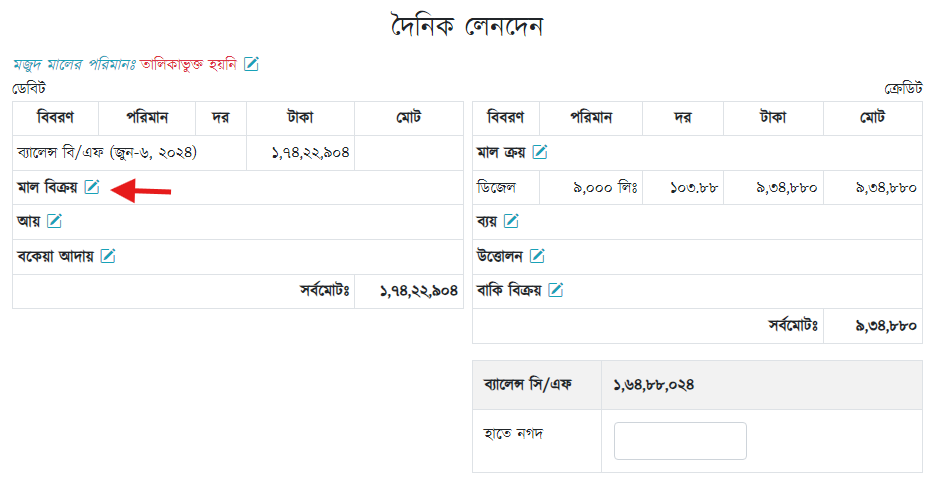 দৈনিক লেনদেন
মজুদ মালের পরিমানঃ তালিকাভুক্ত হয়নি
ডেবিট
বিবরণ পরিমান দর টাকা মোট
ব্যালেন্স বি/এফ (জুন-৬, ২০২৪) ১,৭৪,২২,৯০৪
মাল বিক্রয়
আয়
বকেয়া আদায়
সর্বমোটঃ ১,৭৪,২২,৯০৪
ক্রেডিট
বিবরণ পরিমান দর টাকা মোট
মাল ক্রয়
ডিজেল ৯,০০০ লিঃ ১০৩.৮৮ ৯,৩৪,৮৮০ ৯,৩৪,৮৮০
ব্যয়
উত্তোলন
বাকি বিক্রয়
সর্বমোটঃ ৯,৩৪,৮৮০
ব্যালেন্স সি/এফ ১,৬৪,৮৮,০২৪
হাতে নগদ